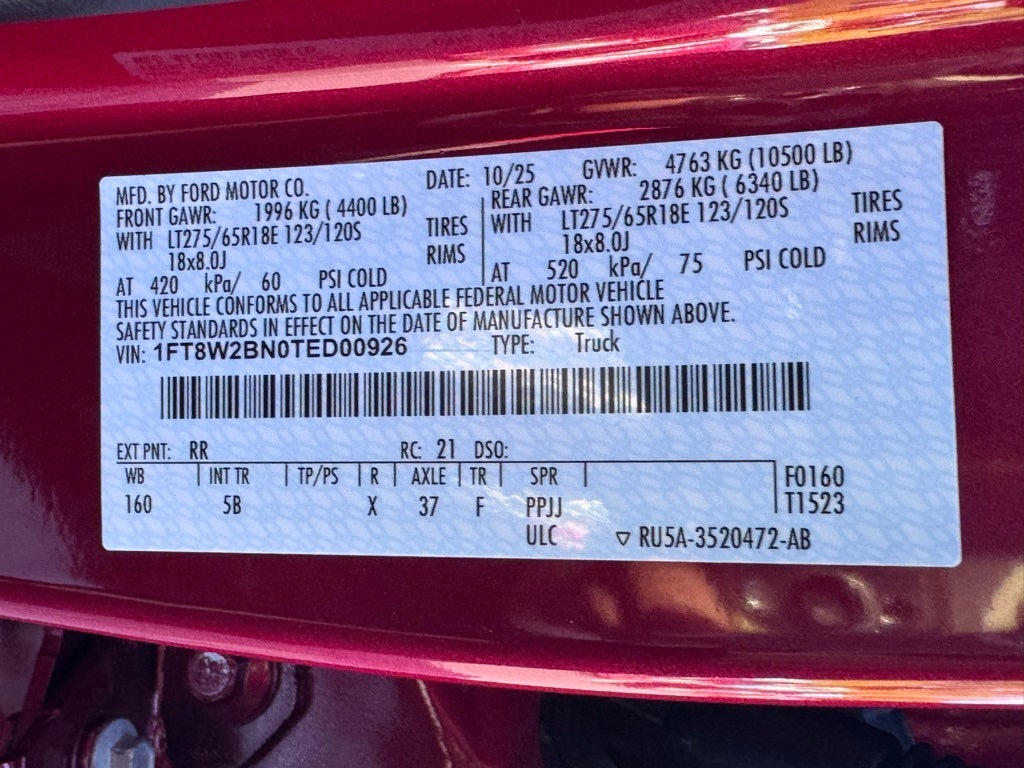 MFD. BY FORD MOTOR CO. DATE: 10/25 GVWR: 4763 KG (10500 LB)
FRONT GAWR: 1996 KG ( 4400 LB) REAR GAWR: 2876 KG ( 6340 LB)
WITH LT275/65R18E 123/120S TIRES WITH LT275/65R18E 123/120S TIRES
18x8.0J RIMS 18x8.0J RIMS
AT 420 kPa/ 60 PSI COLD AT 520 kPa/ 75 PSI COLD
THIS VEHICLE CONFORMS TO ALL APPLICABLE FEDERAL MOTOR VEHICLE
SAFETY STANDARDS IN EFFECT ON THE DATE OF MANUFACTURE SHOWN ABOVE.
VIN: 1FT8W2BN0TED00926 TYPE: Truck
EXT PNT: RR RC: 21 DSO:
WB | INT TR | TP/PS | R | AXLE | TR | SPR | F0160
160 5B X 37 F PPJJ T1523
ULC ▽ RU5A-3520472-AB